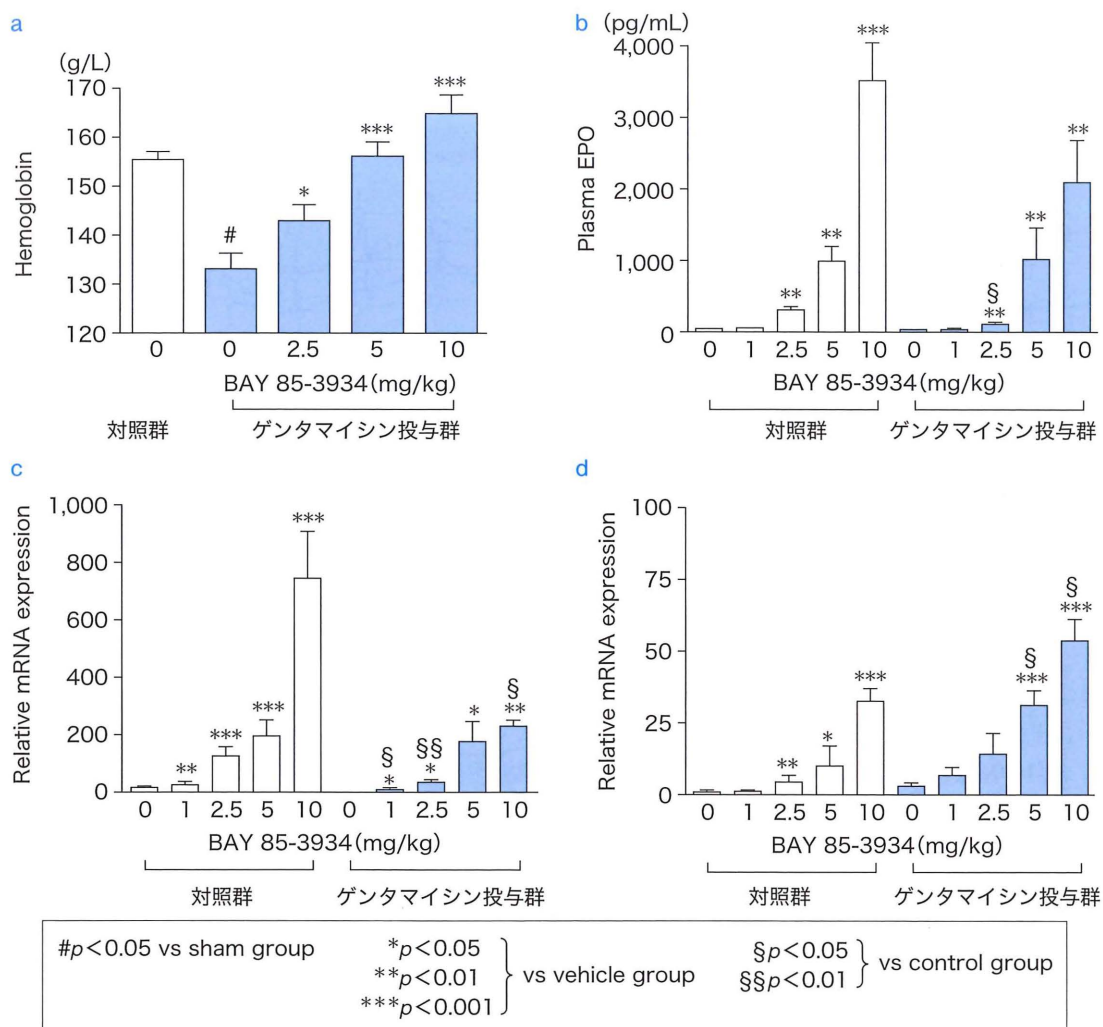 a
(g/L)
170
160
150
140
130
120
Hemoglobin
#
*
***
***
0 0 2.5 5 10
BAY 85-3934(mg/kg)
対照群 ゲンタマイシン投与群
b
(pg/mL)
4,000
3,000
2,000
1,000
0
Plasma EPO
**
**
***
§
**
**
**
0 1 2.5 5 10 0 1 2.5 5 10
BAY 85-3934(mg/kg)
対照群 ゲンタマイシン投与群
c
1,000
800
600
400
200
0
Relative mRNA expression
**
***
***
***
§
*
§§
*
*
§
**
0 1 2.5 5 10 0 1 2.5 5 10
BAY 85-3934(mg/kg)
対照群 ゲンタマイシン投与群
d
100
75
50
25
0
Relative mRNA expression
**
*
***
§
***
§
***
0 1 2.5 5 10 0 1 2.5 5 10
BAY 85-3934(mg/kg)
対照群 ゲンタマイシン投与群
#p<0.05 vs sham group
*p<0.05
**p<0.01
***p<0.001
vs vehicle group
§p<0.05
§§p<0.01
vs control group